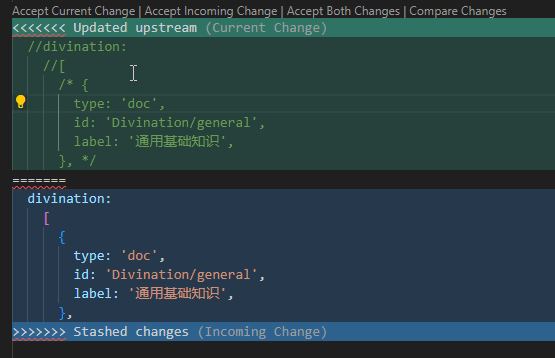 Accept Current Change | Accept Incoming Change | Accept Both Changes | Compare Changes
<<<<<<< Updated upstream (Current Change)
//divination:
//[
/* {
type: 'doc',
id: 'Divination/general',
label: '通用基础知识',
}, */
=======
divination:
[
{
type: 'doc',
id: 'Divination/general',
label: '通用基础知识',
},
>>>>>>> Stashed changes (Incoming Change)